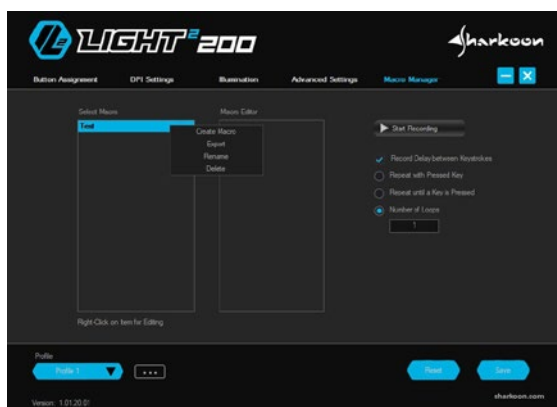 LIGHT² 200
Sharkoon
Button Assignment DPI Settings Illumination Advanced Settings Macro Manager
Select Macro Macro Editor
Test
Create Macro
Export
Rename
Delete
Start Recording
Record Delay between Keystrokes
Repeat with Pressed Key
Repeat until a Key is Pressed
Number of Loops
1
Right-Click on Item for Editing
Profile
Profile 1
...
Reset Save
Version: 1.01.20.01
sharkoon.com